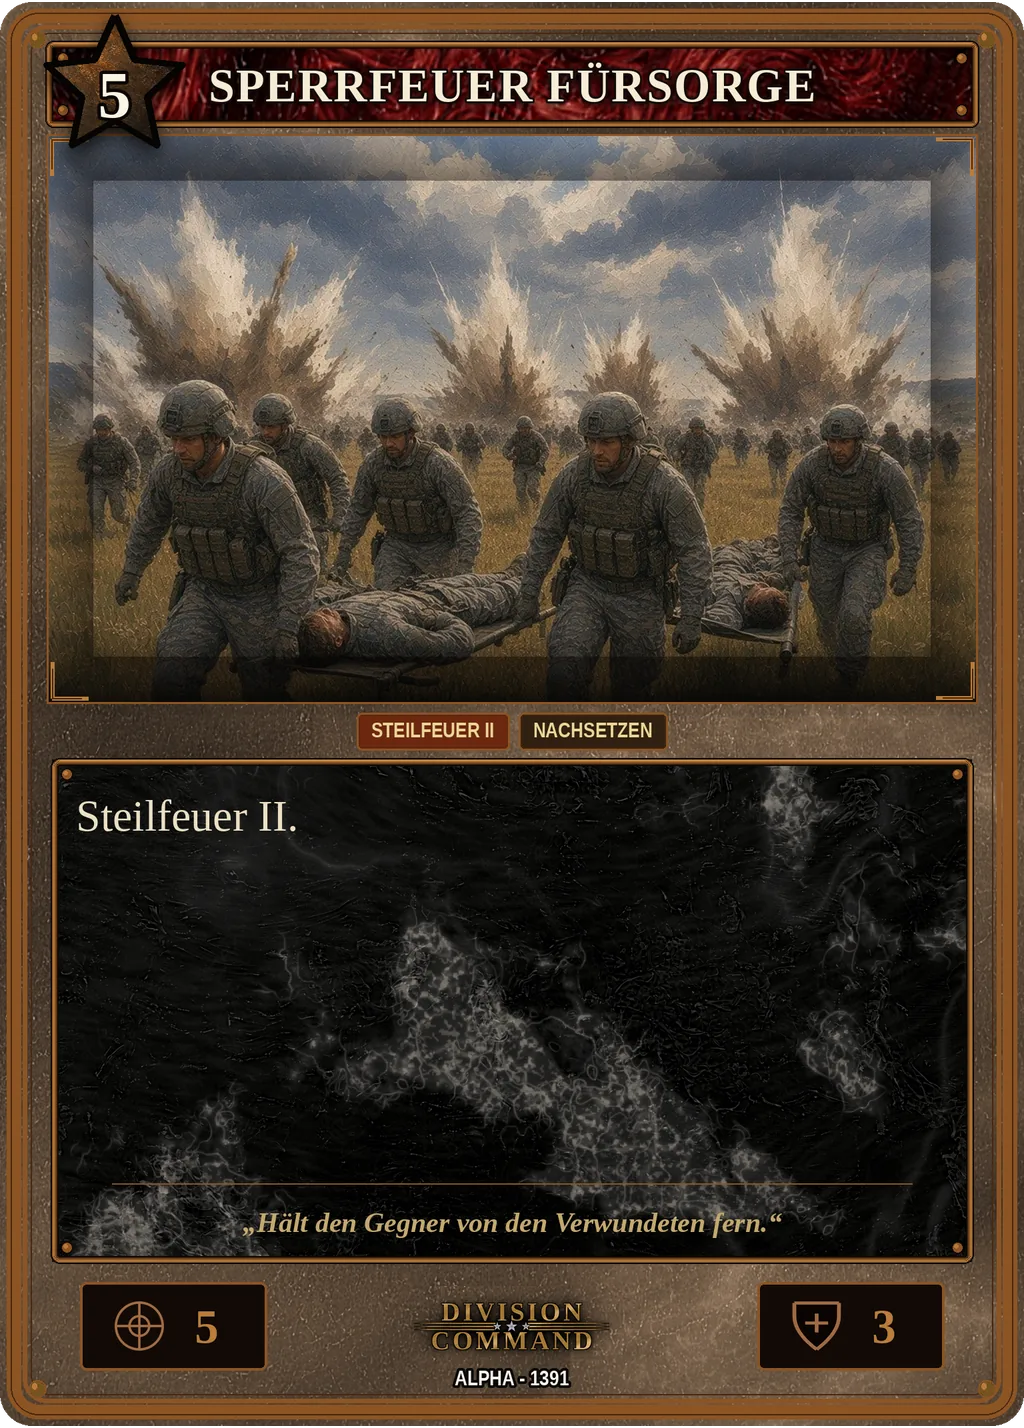 5
SPERRFEUER FÜRSORGE
STEILFEUER II
NACHSETZEN
Steilfeuer II.
„Hält den Gegner von den Verwundeten fern.“
5
DIVISION
COMMAND
3
ALPHA - 1391